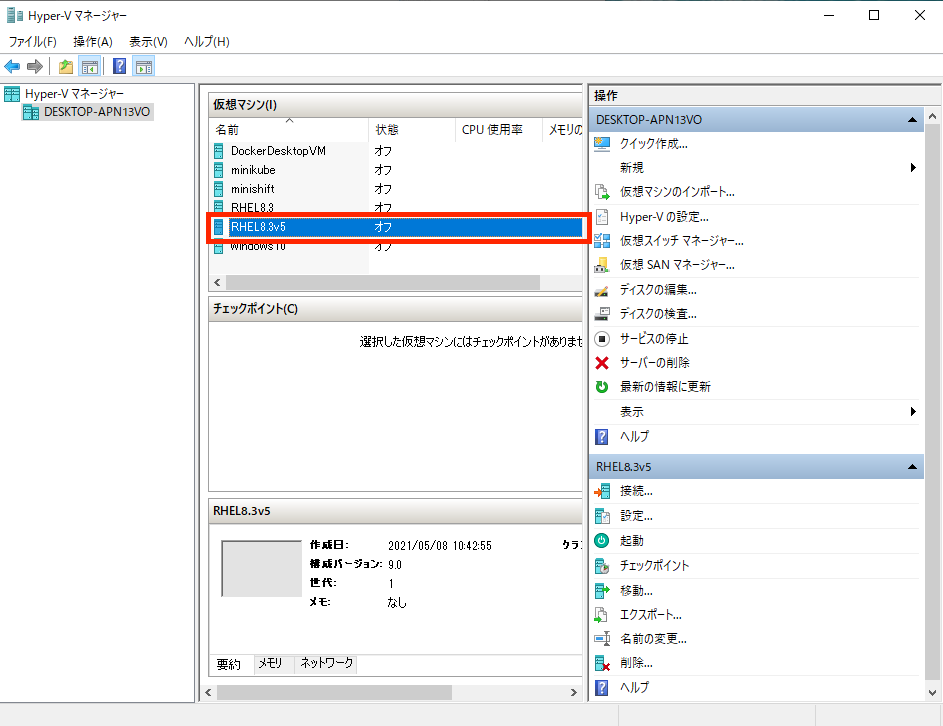 Hyper-V マネージャー
ファイル(F) 操作(A) 表示(V) ヘルプ(H)
Hyper-V マネージャー
DESKTOP-APN13VO
仮想マシン(I)
名前 状態 CPU 使用率 メモリの
DockerDesktopVM オフ
minikube オフ
minishift オフ
RHEL8.3 オフ
RHEL8.3v5 オフ
Windows10 オフ
チェックポイント(C)
選択した仮想マシンにはチェックポイントがありませ
RHEL8.3v5
作成日: 2021/05/08 10:42:55 クラ
構成バージョン: 9.0
世代: 1
メモ: なし
要約 メモリ ネットワーク
操作
DESKTOP-APN13VO
クイック作成...
新規
仮想マシンのインポート...
Hyper-V の設定...
仮想スイッチ マネージャー...
仮想 SAN マネージャー...
ディスクの編集...
ディスクの検査...
サービスの停止
サーバーの削除
最新の情報に更新
表示
ヘルプ
RHEL8.3v5
接続...
設定...
起動
チェックポイント
移動...
エクスポート...
名前の変更...
削除...
ヘルプ